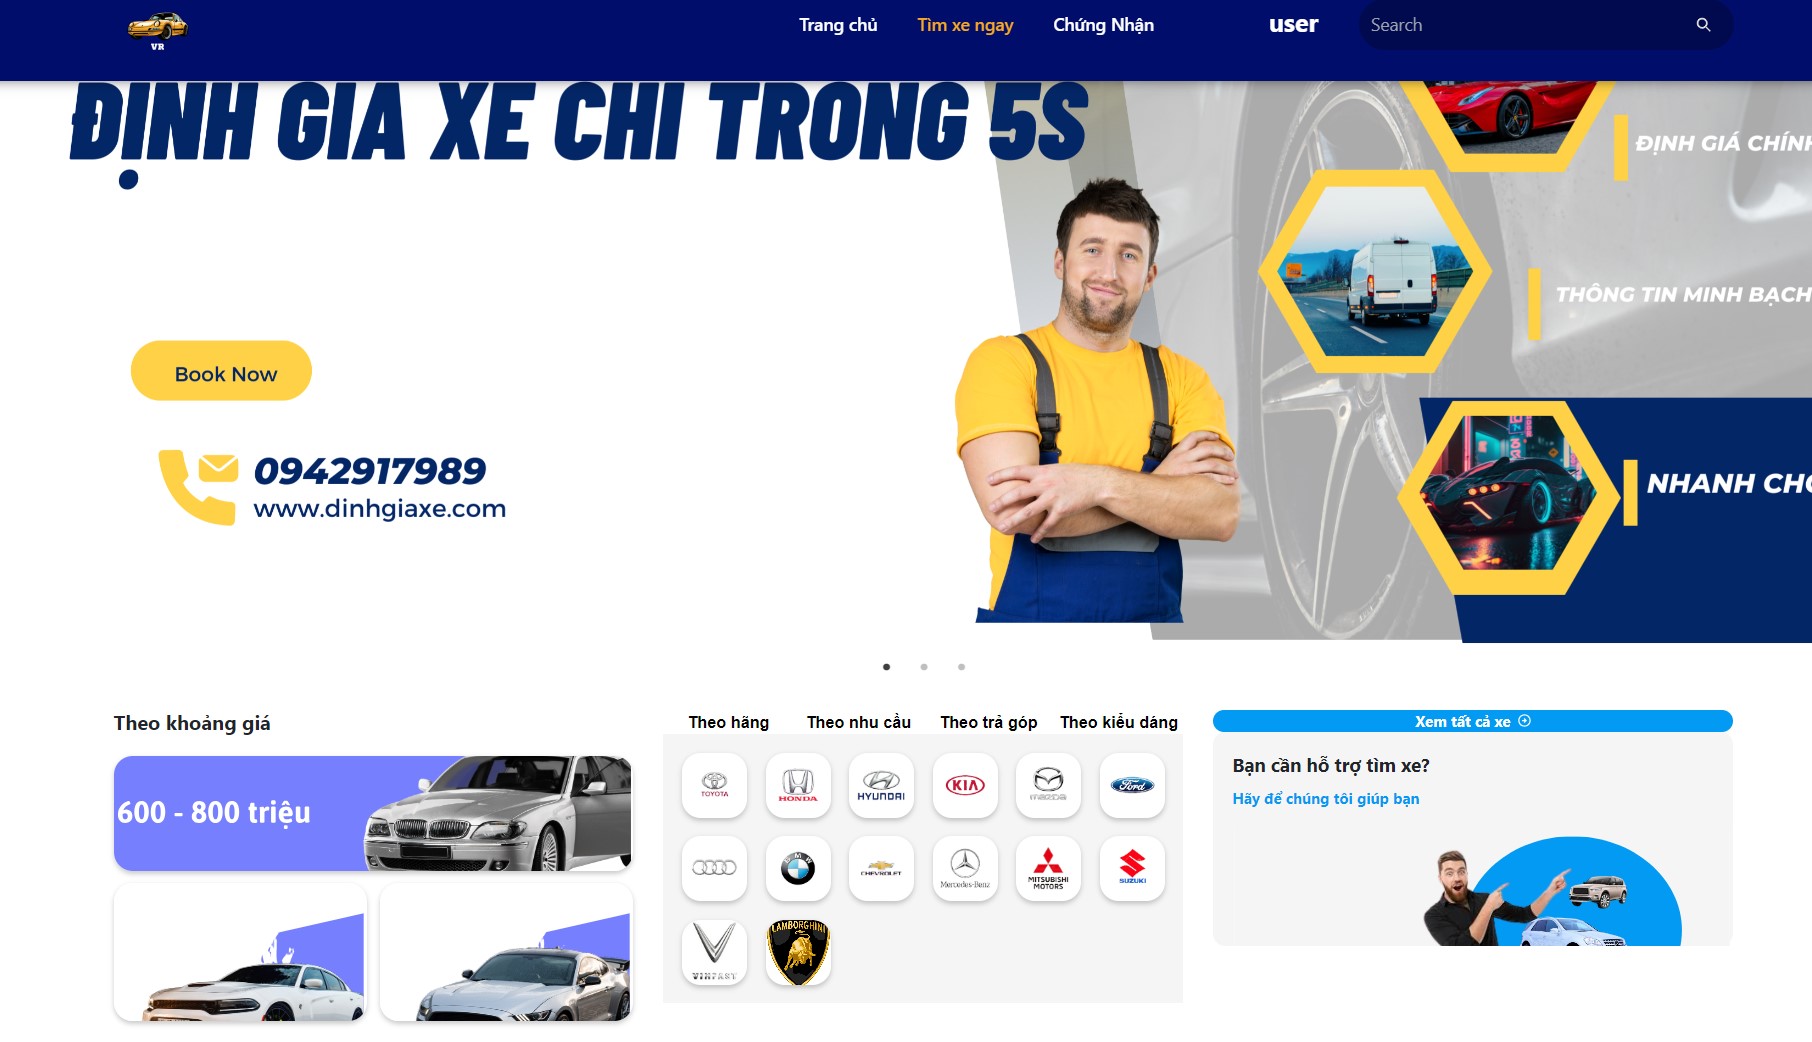 VR
Trang chủ
Tìm xe ngay
Chứng Nhận
user
Search
ĐỊNH GIA XE CHI TRONG 5S
ĐỊNH GIÁ CHÍNH
THÔNG TIN MINH BẠCH
NHANH CHÓ
Book Now
0942917989
www.dinhgiaxe.com
Theo khoảng giá
600 - 800 triệu
Theo hãng
Theo nhu cầu
Theo trả góp
Theo kiểu dáng
TOYOTA
HONDA
HYUNDAI
KIA
mazda
Ford
BMW
CHEVROLET
Mercedes-Benz
MITSUBISHI
MOTORS
SUZUKI
VINFAST
LAMBORGHINI
Xem tất cả xe
Bạn cần hỗ trợ tìm xe?
Hãy để chúng tôi giúp bạn